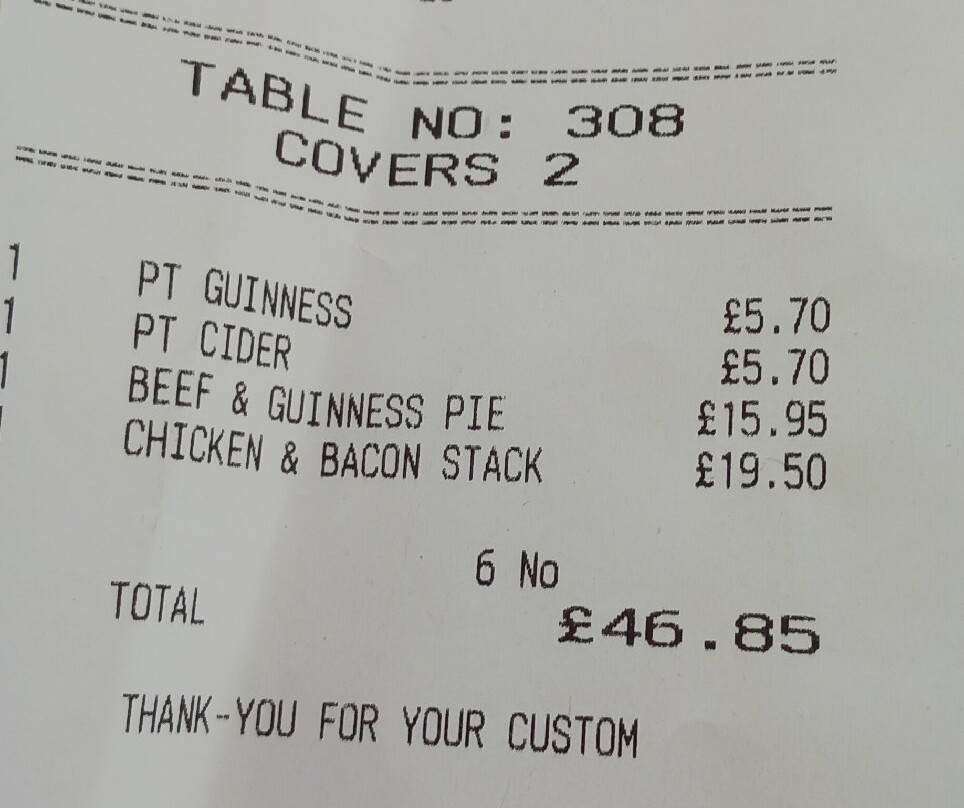 TABLE NO: 308
COVERS 2
1 PT GUINNESS £5.70
1 PT CIDER £5.70
1 BEEF & GUINNESS PIE £15.95
CHICKEN & BACON STACK £19.50
6 No
TOTAL £46.85
THANK-YOU FOR YOUR CUSTOM